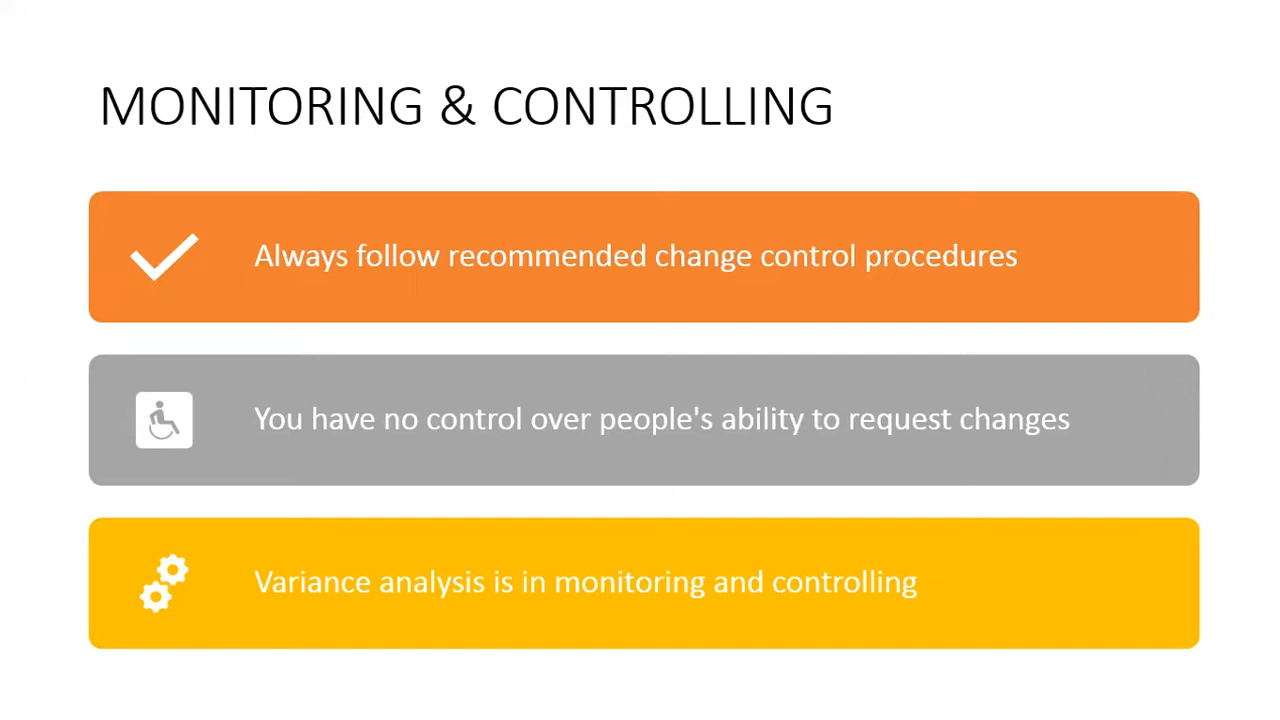 MONITORING & CONTROLLING
Always follow recommended change control procedures
You have no control over people's ability to request changes
Variance analysis is in monitoring and controlling